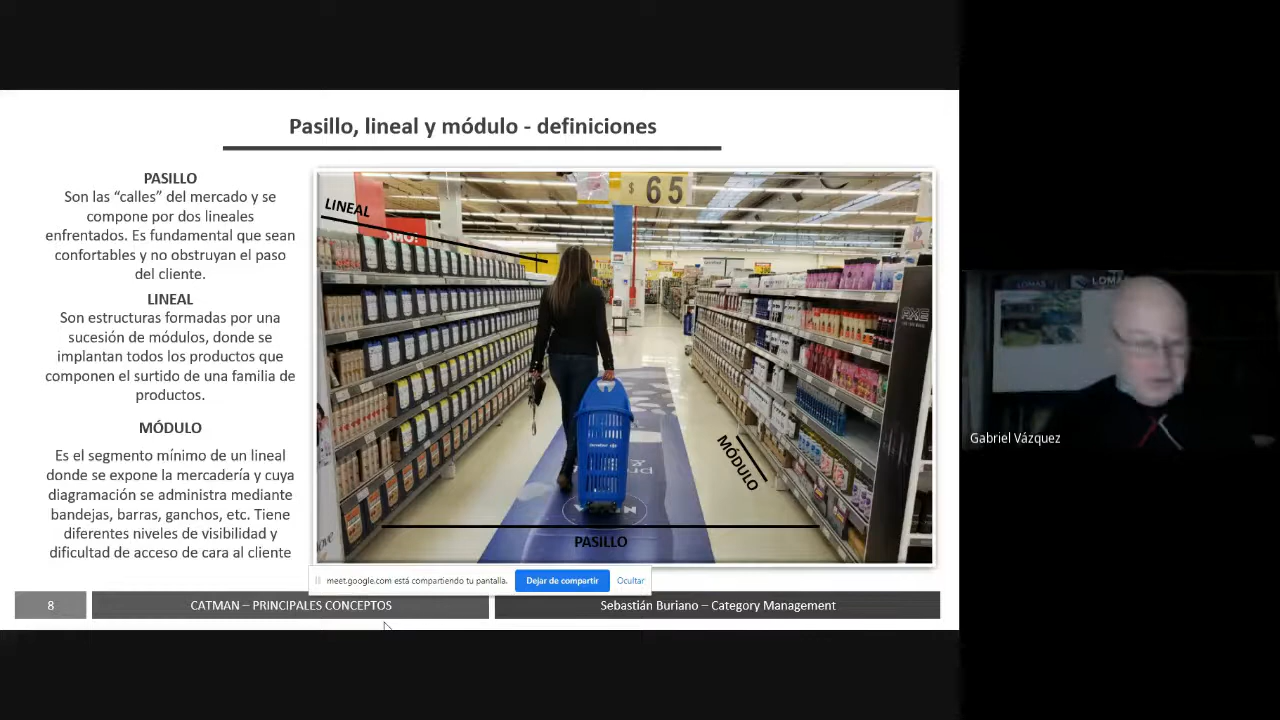 Pasillo, lineal y módulo - definiciones
PASILLO
Son las “calles” del mercado y se
compone por dos lineales
enfrentados. Es fundamental que sean
confortables y no obstruyan el paso
del cliente.
LINEAL
Son estructuras formadas por una
sucesión de módulos, donde se
implantan todos los productos que
componen el surtido de una familia de
productos.
MÓDULO
Es el segmento mínimo de un lineal
donde se expone la mercadería y cuya
diagramación se administra mediante
bandejas, barras, ganchos, etc. Tiene
diferentes niveles de visibilidad y
dificultad de acceso de cara al cliente
$ 65
LINEAL
OMO!
AXE
MÓDULO
PASILLO
meet.google.com está compartiendo tu pantalla.
Dejar de compartir
Ocultar
8
CATMAN – PRINCIPALES CONCEPTOS
Sebastián Buriano – Category Management
LOMAS
LOMA
Gabriel Vázquez